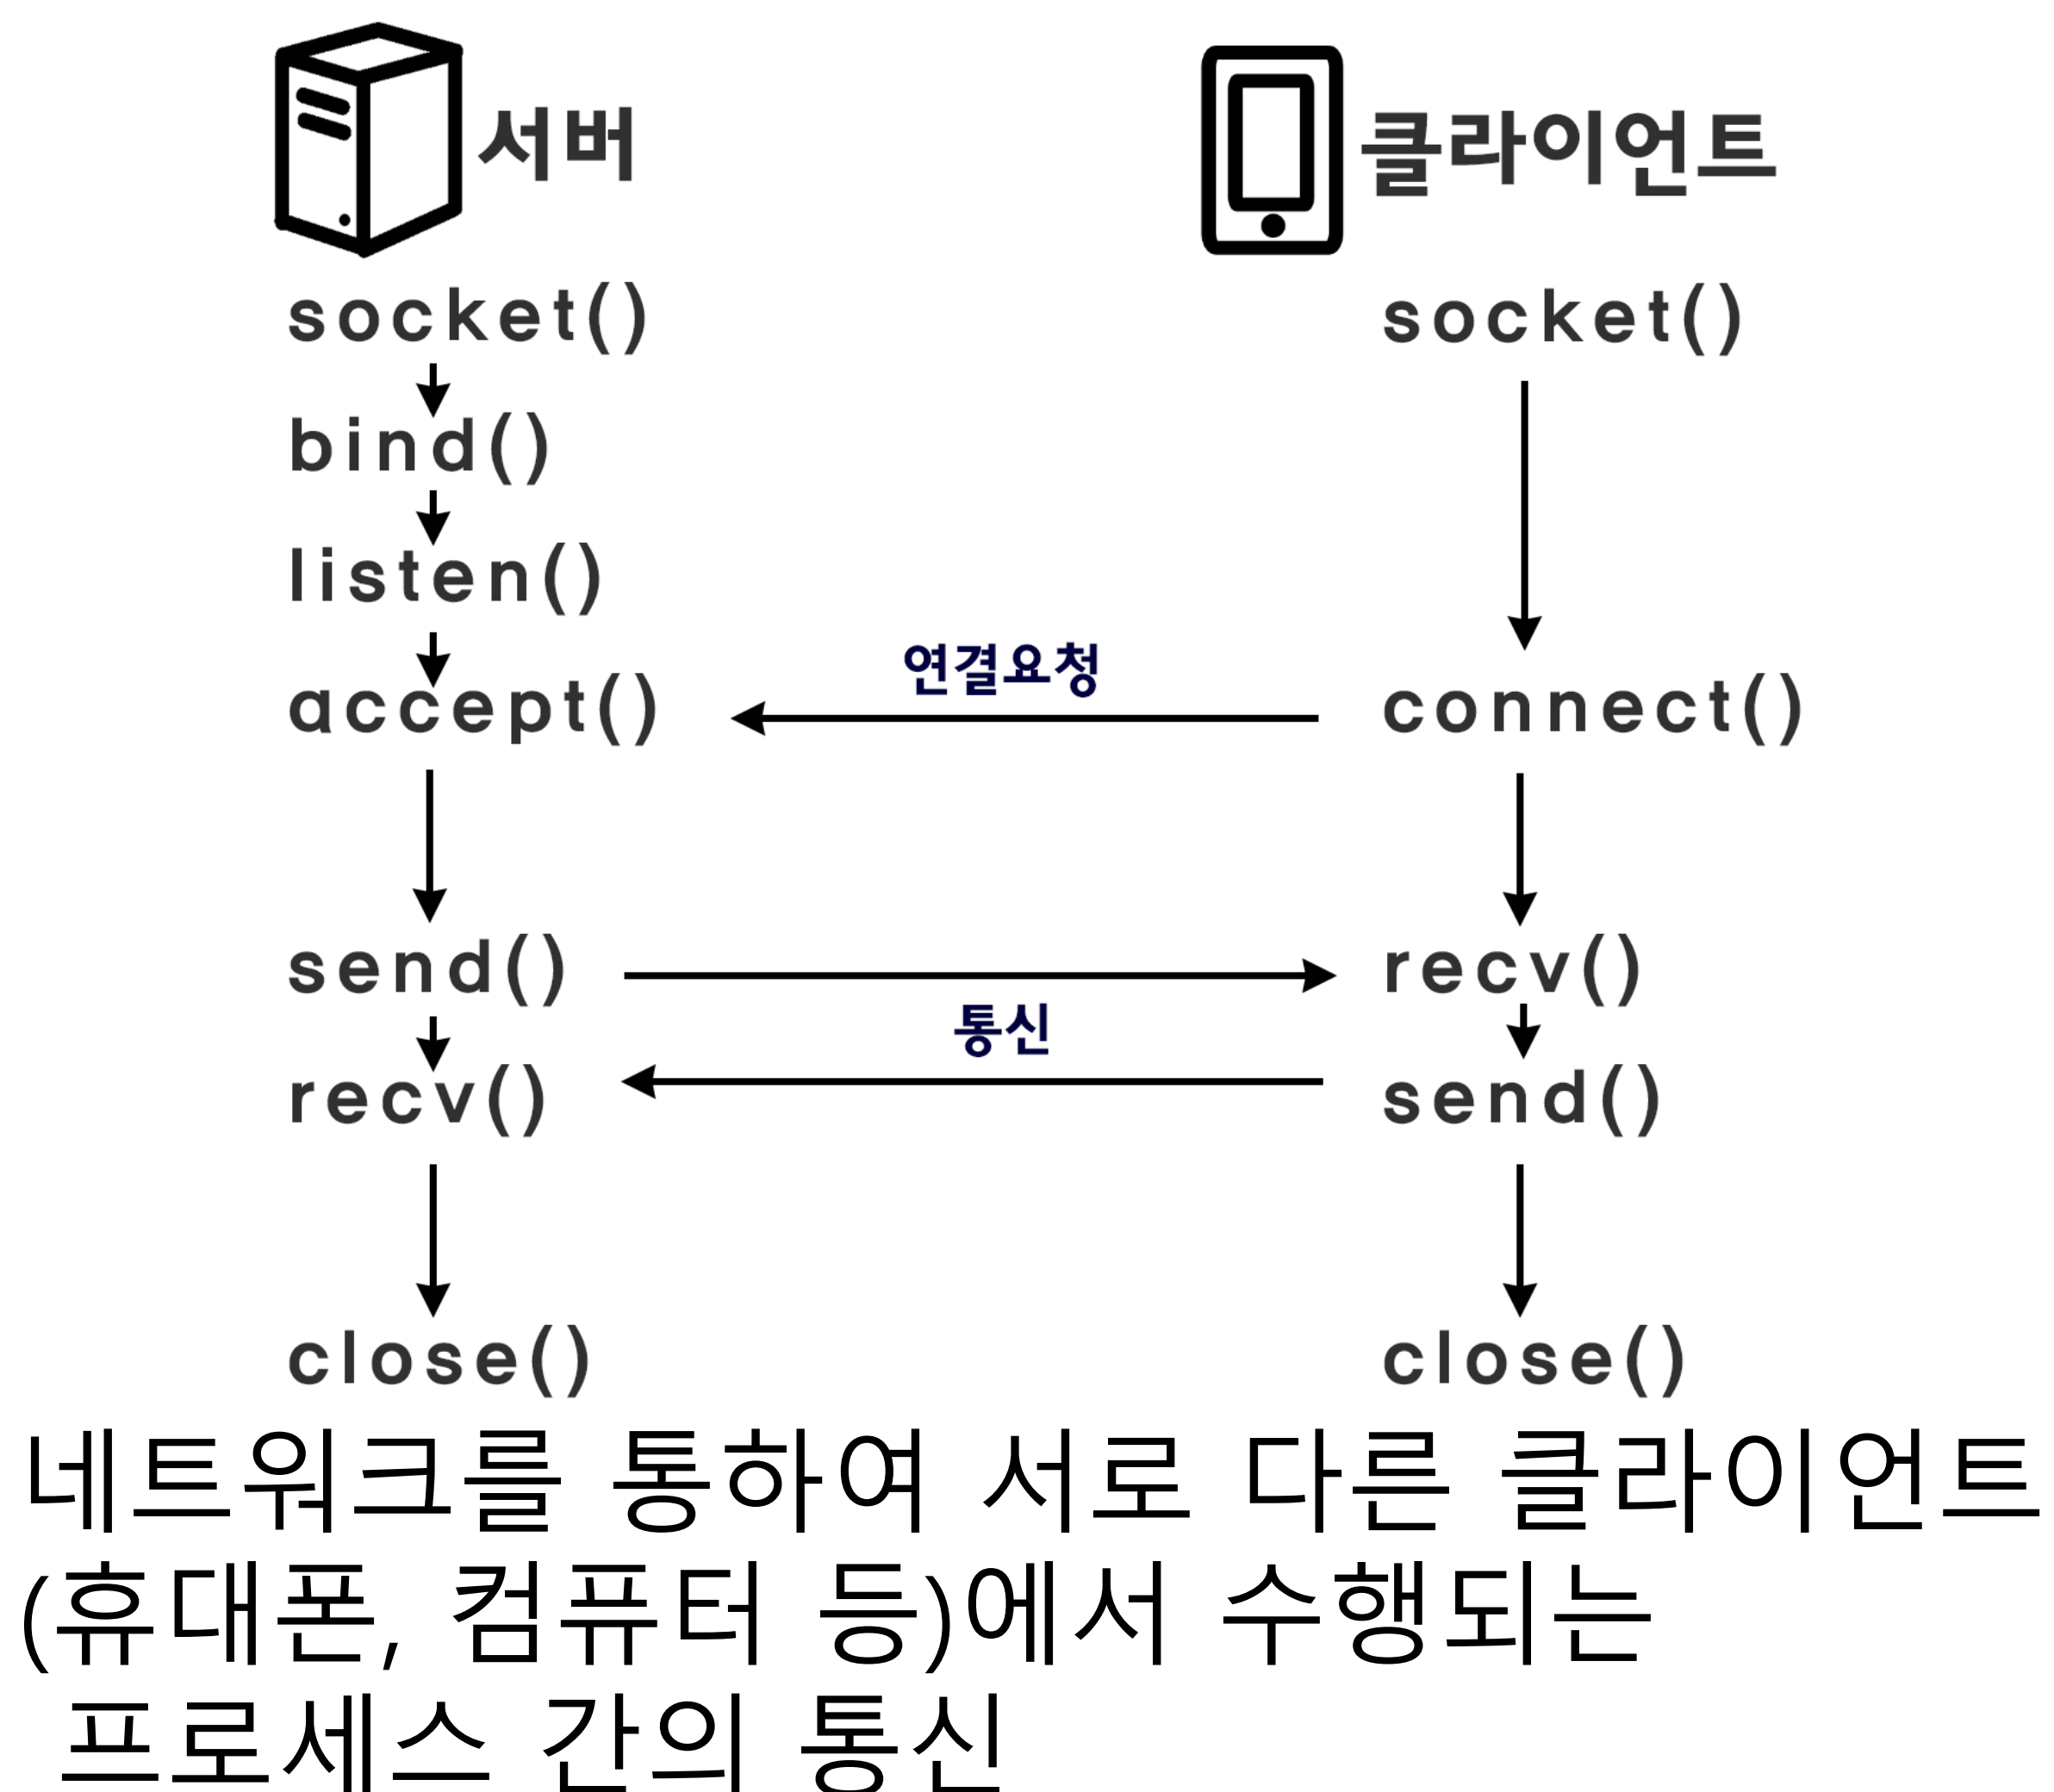 서버
클라이언트
socket()
socket()
bind()
listen()
연결요청
accept()
connect()
send()
recv()
통신
recv()
send()
close()
close()
네트워크를 통하여 서로 다른 클라이언트
(휴대폰, 컴퓨터 등)에서 수행되는
프로세스 간의 통신